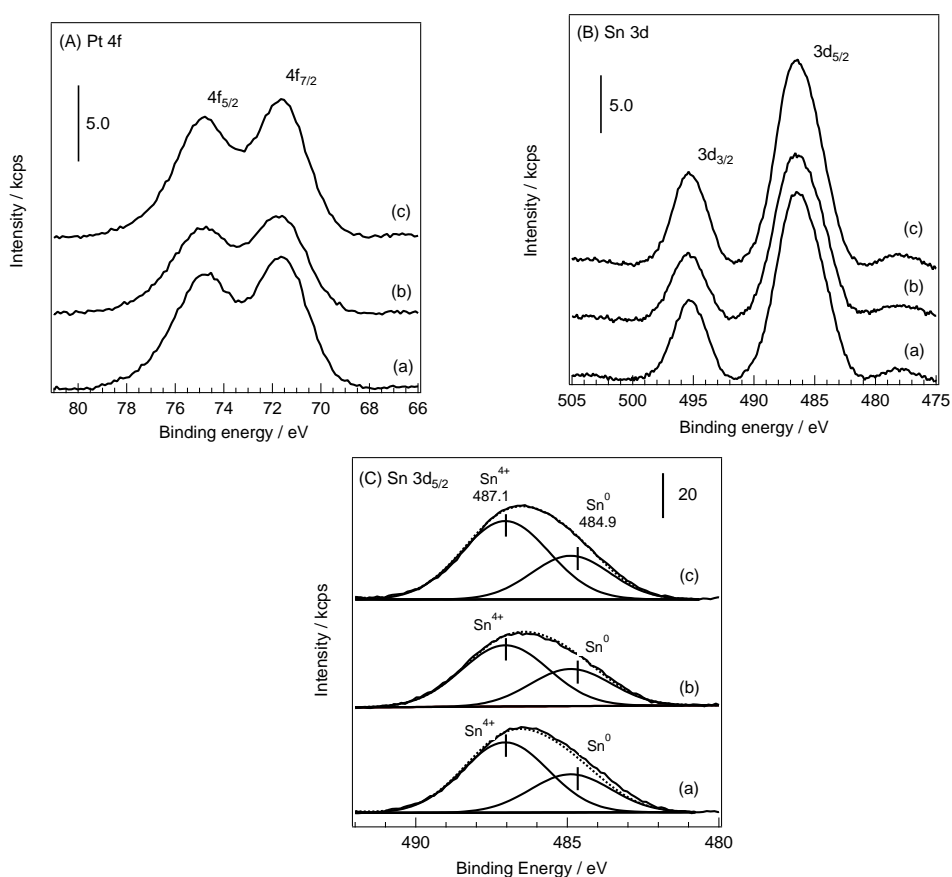 (A) Pt 4f
4f5/2
4f7/2
5.0
(c)
(b)
(a)
Intensity / kcps
80 78 76 74 72 70 68 66
Binding energy / eV
(B) Sn 3d
3d5/2
5.0
3d3/2
(c)
(b)
(a)
Intensity / kcps
505 500 495 490 485 480 475
Binding energy / eV
(C) Sn 3d5/2
Sn4+
487.1
Sn0
484.9
20
(c)
Sn4+
Sn0
(b)
Sn4+
Sn0
(a)
Intensity / kcps
490 485 480
Binding Energy / eV